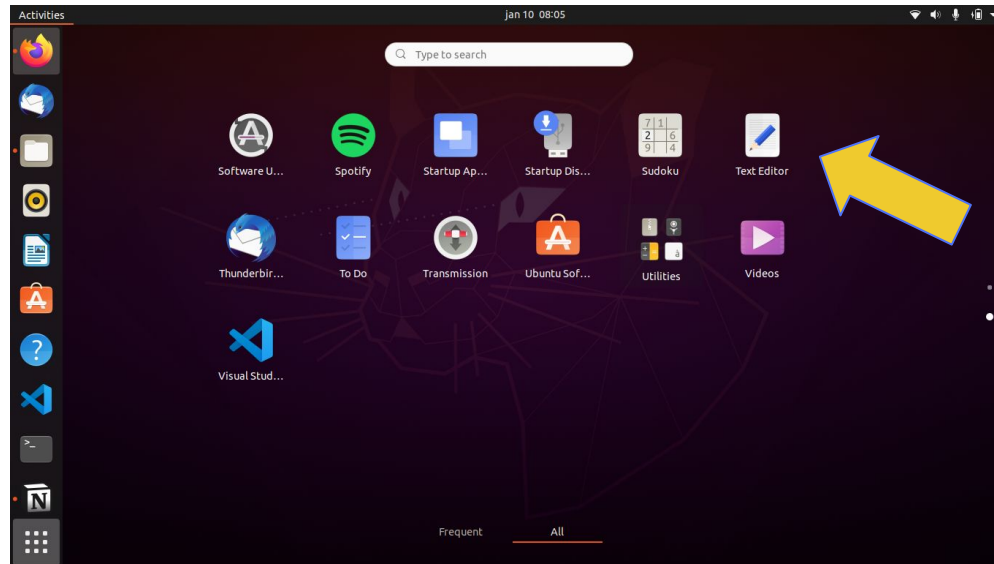 Activities jan 10 08:05
Type to search
Software U... Spotify Startup Ap... Startup Dis... Sudoku Text Editor
Thunderbir... To Do Transmission Ubuntu Sof... Utilities Videos
Visual Stud...
Frequent All